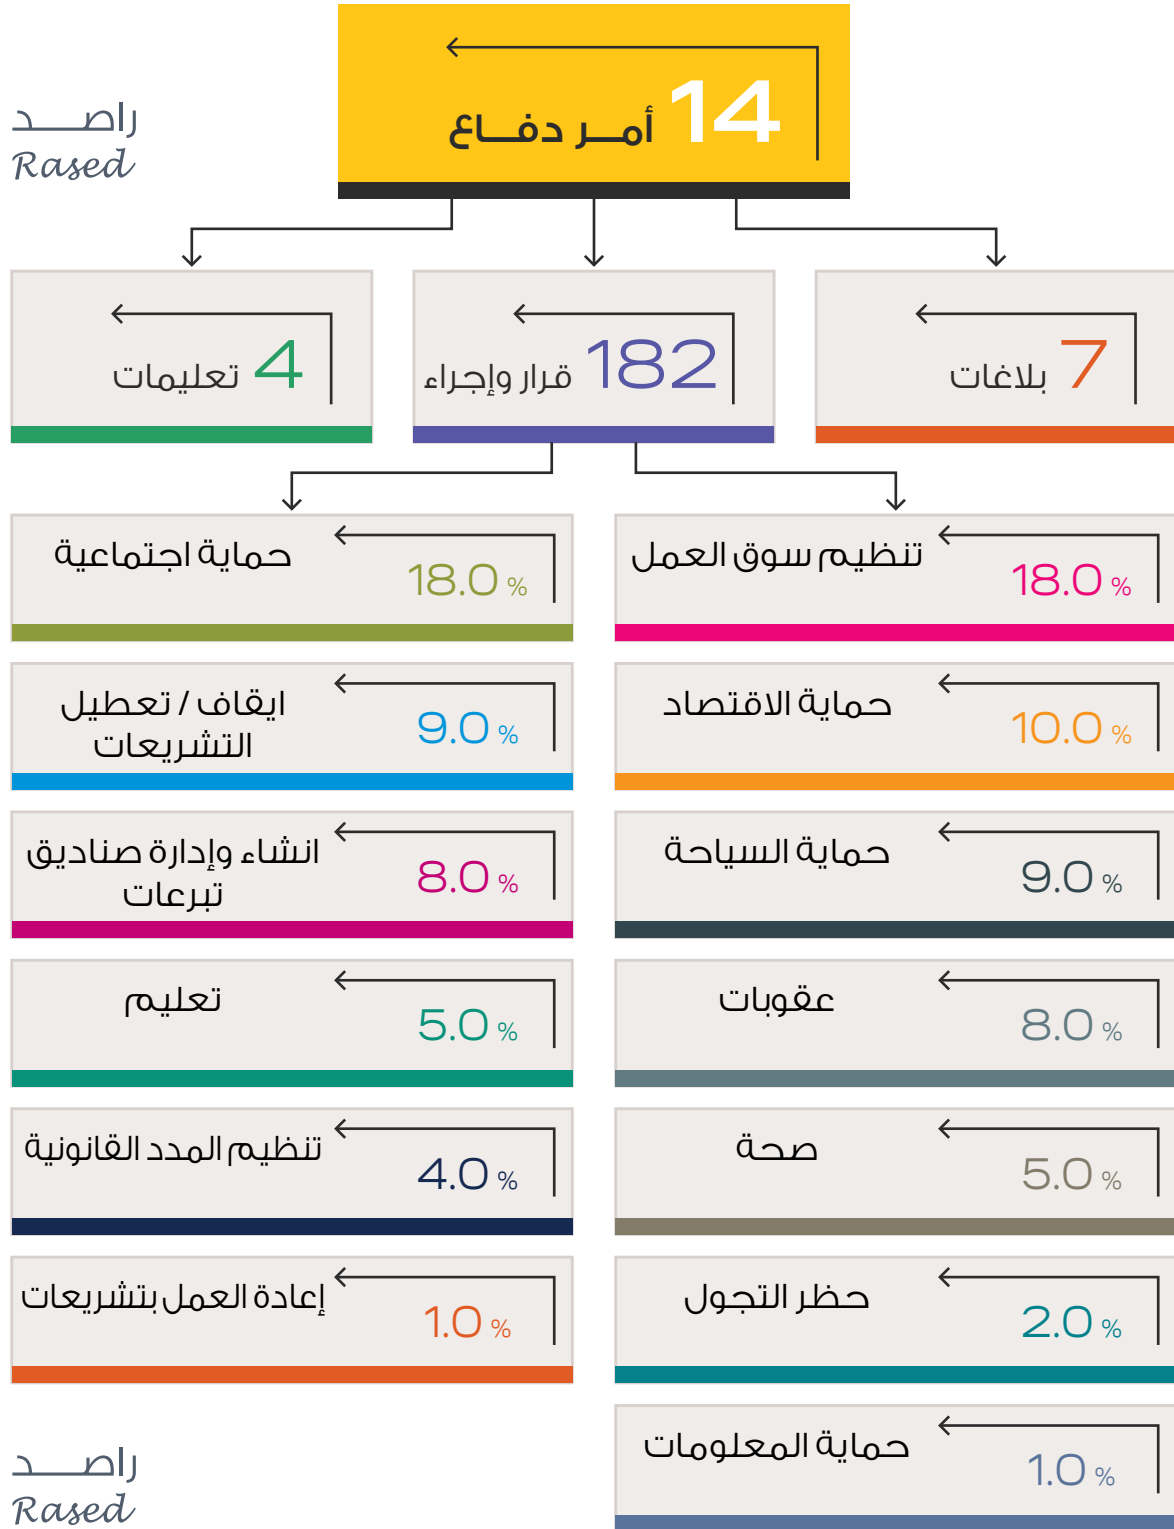 راصد
Rased
14 أمر دفاع
7 بلاغات
182 قرار وإجراء
4 تعليمات
تنظيم سوق العمل
18.0 %
حماية اجتماعية
18.0 %
حماية الاقتصاد
10.0 %
ايقاف / تعطيل
التشريعات
9.0 %
حماية السياحة
9.0 %
انشاء وإدارة صناديق
تبرعات
8.0 %
عقوبات
8.0 %
تعليم
5.0 %
صحة
5.0 %
تنظيم المدد القانونية
4.0 %
حظر التجول
2.0 %
إعادة العمل بتشريعات
1.0 %
حماية المعلومات
1.0 %
راصد
Rased